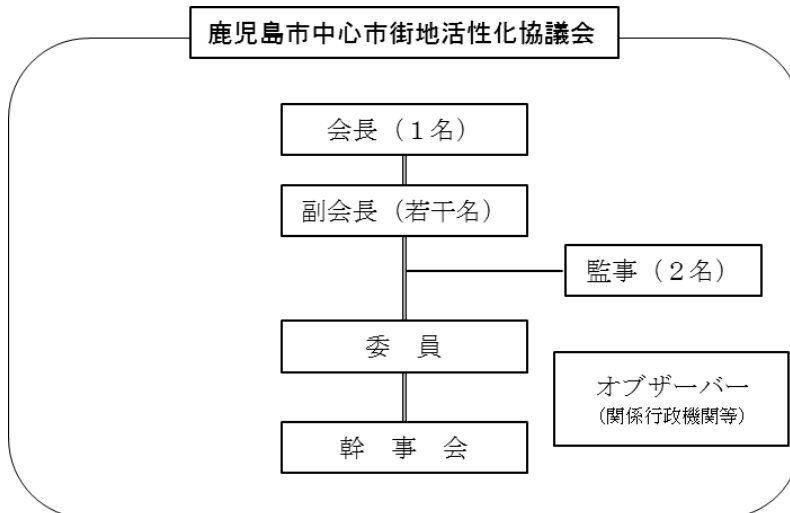 鹿児島市中心市街地活性化協議会
会長（１名）
副会長（若干名）
監事（２名）
委　員
オブザーバー
（関係行政機関等）
幹　事　会